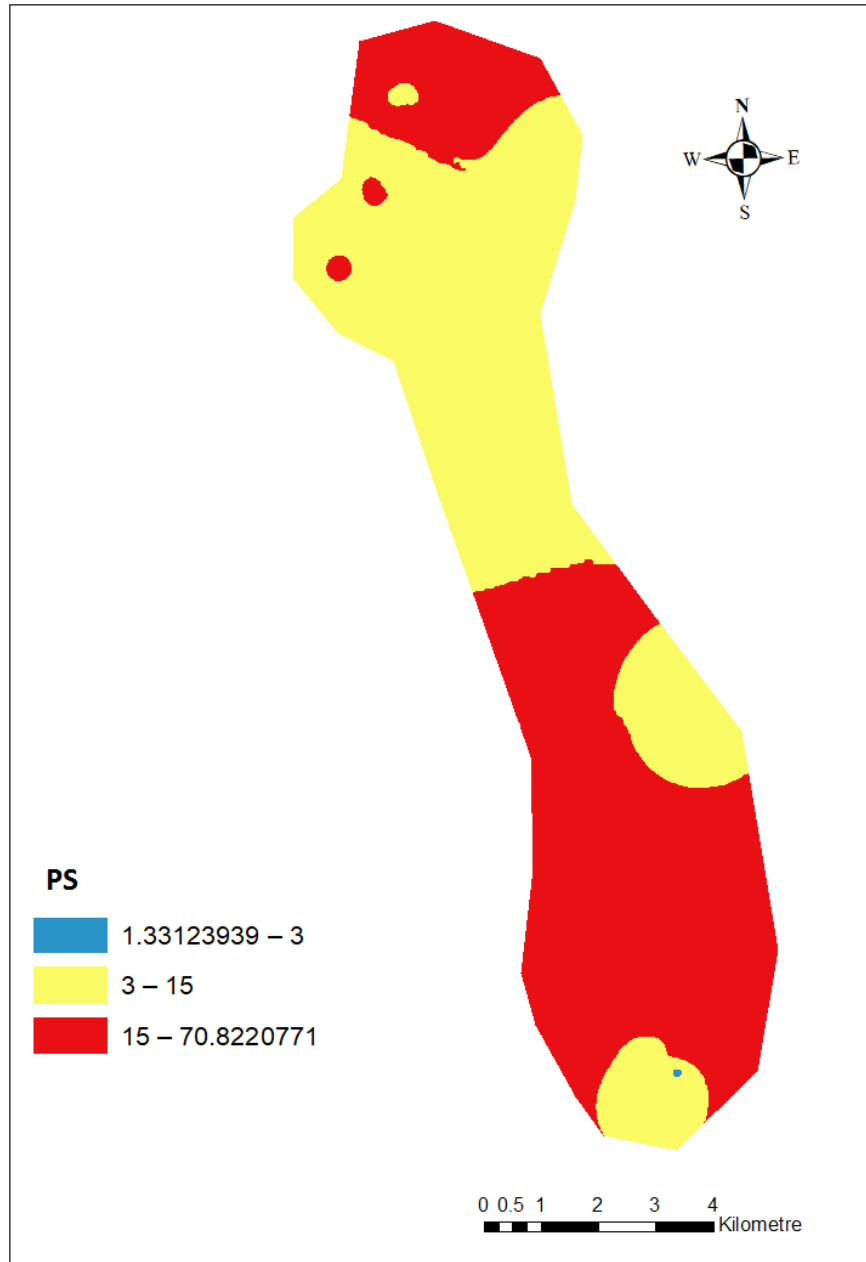 N
W E
S
PS
1.33123939 – 3
3 – 15
15 – 70.8220771
0 0.5 1 2 3 4
Kilometre